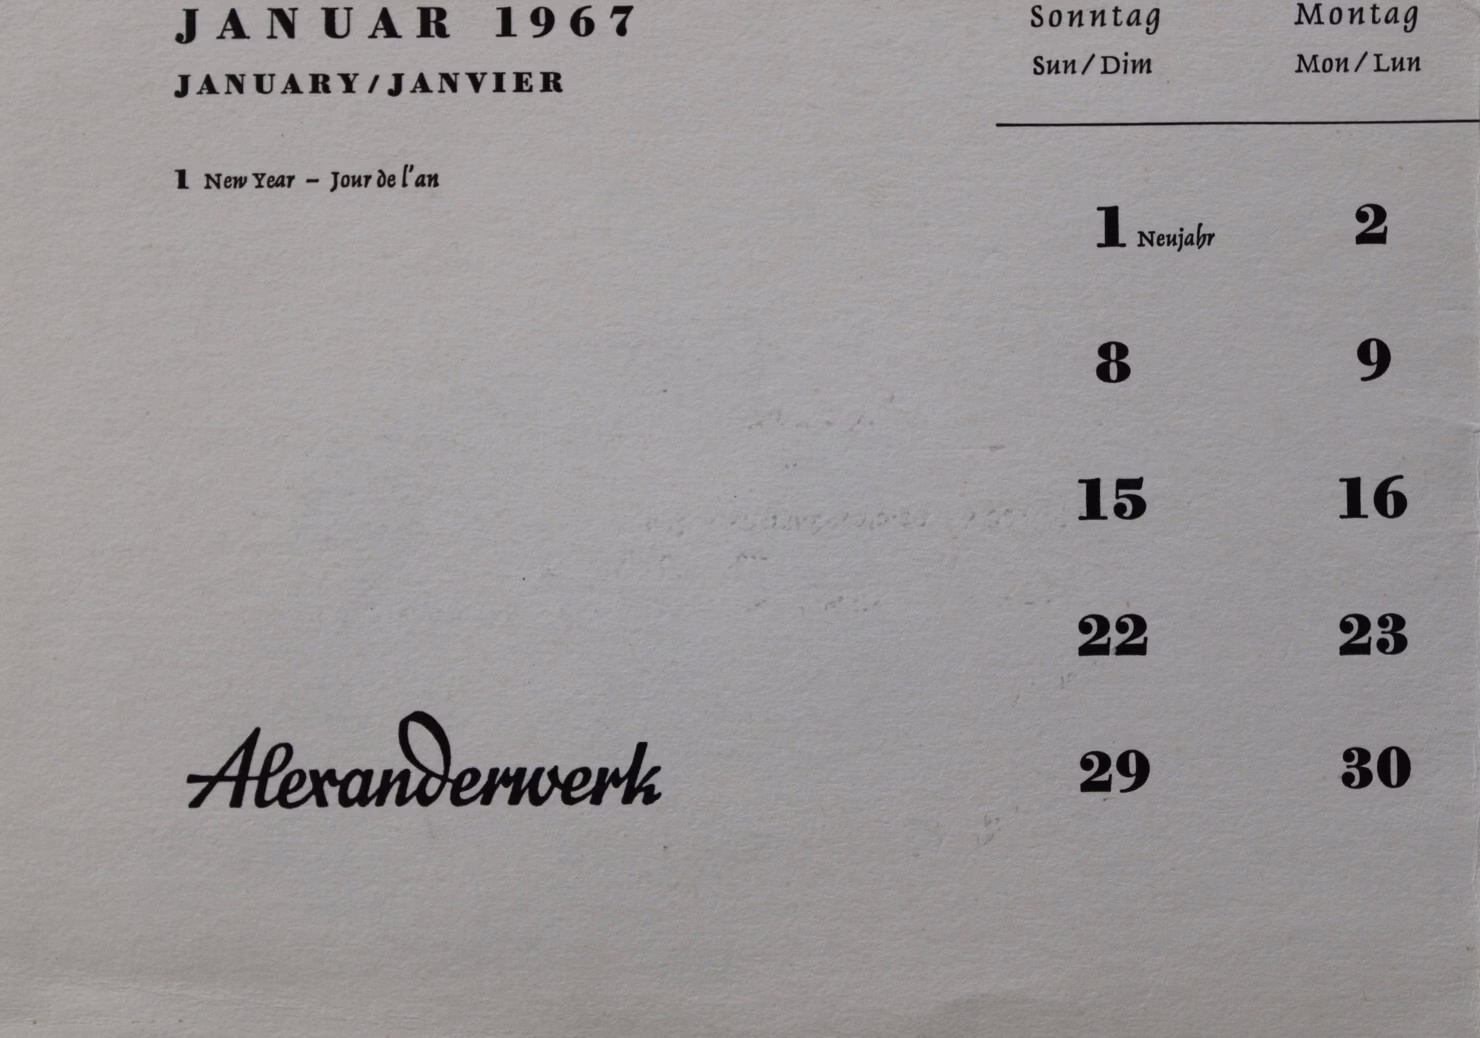 JANUAR 1967
JANUARY/JANVIER
1 New Year – Jour de l'an
Sonntag Montag
Sun/Dim Mon/Lun
1 Neujahr 2
8 9
15 16
22 23
29 30
Alexanderwerk